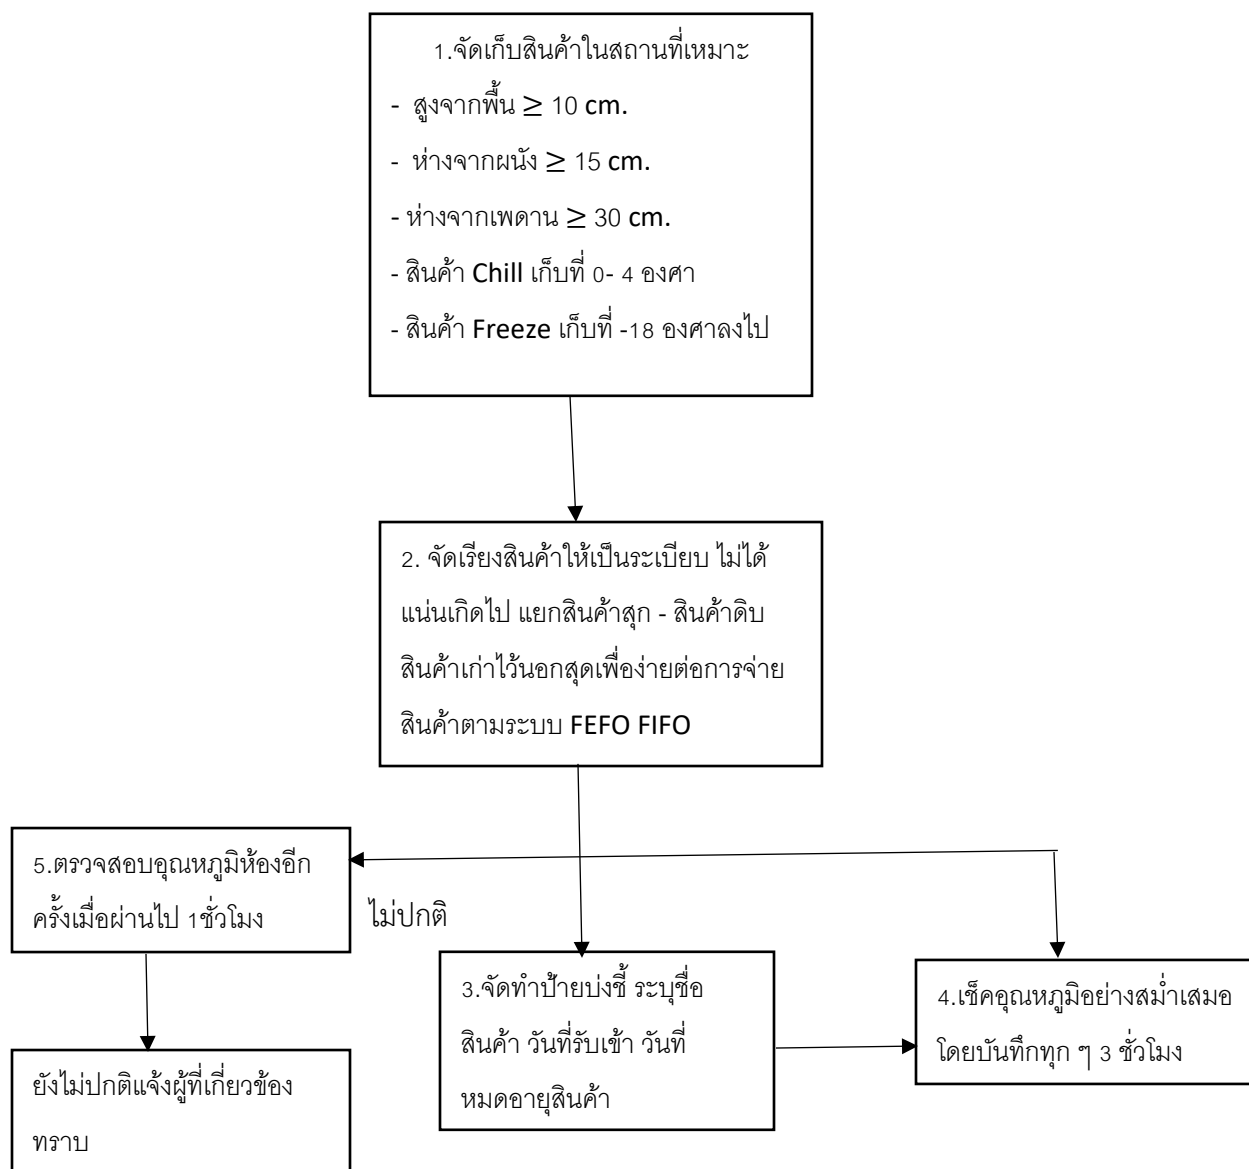 1.จัดเก็บสินค้าในสถานที่เหมาะ
- สูงจากพื้น ≥ 10 cm.
- ห่างจากผนัง ≥ 15 cm.
- ห่างจากเพดาน ≥ 30 cm.
- สินค้า Chill เก็บที่ 0- 4 องศา
- สินค้า Freeze เก็บที่ -18 องศาลงไป
2. จัดเรียงสินค้าให้เป็นระเบียบ ไม่ได้
แน่นเกิดไป แยกสินค้าสุก - สินค้าดิบ
สินค้าเก่าไว้นอกสุดเพื่อง่ายต่อการจ่าย
สินค้าตามระบบ FEFO FIFO
5.ตรวจสอบอุณหภูมิห้องอีก
ครั้งเมื่อผ่านไป 1ชั่วโมง
ไม่ปกติ
3.จัดทำป้ายบ่งชี้ ระบุชื่อ
สินค้า วันที่รับเข้า วันที่
หมดอายุสินค้า
4.เช็คอุณหภูมิอย่างสม่ำเสมอ
โดยบันทึกทุก ๆ 3 ชั่วโมง
ยังไม่ปกติแจ้งผู้ที่เกี่ยวข้อง
ทราบ